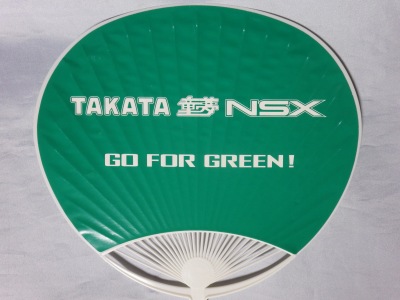 TAKATA 童夢 NSX
GO FOR GREEN!